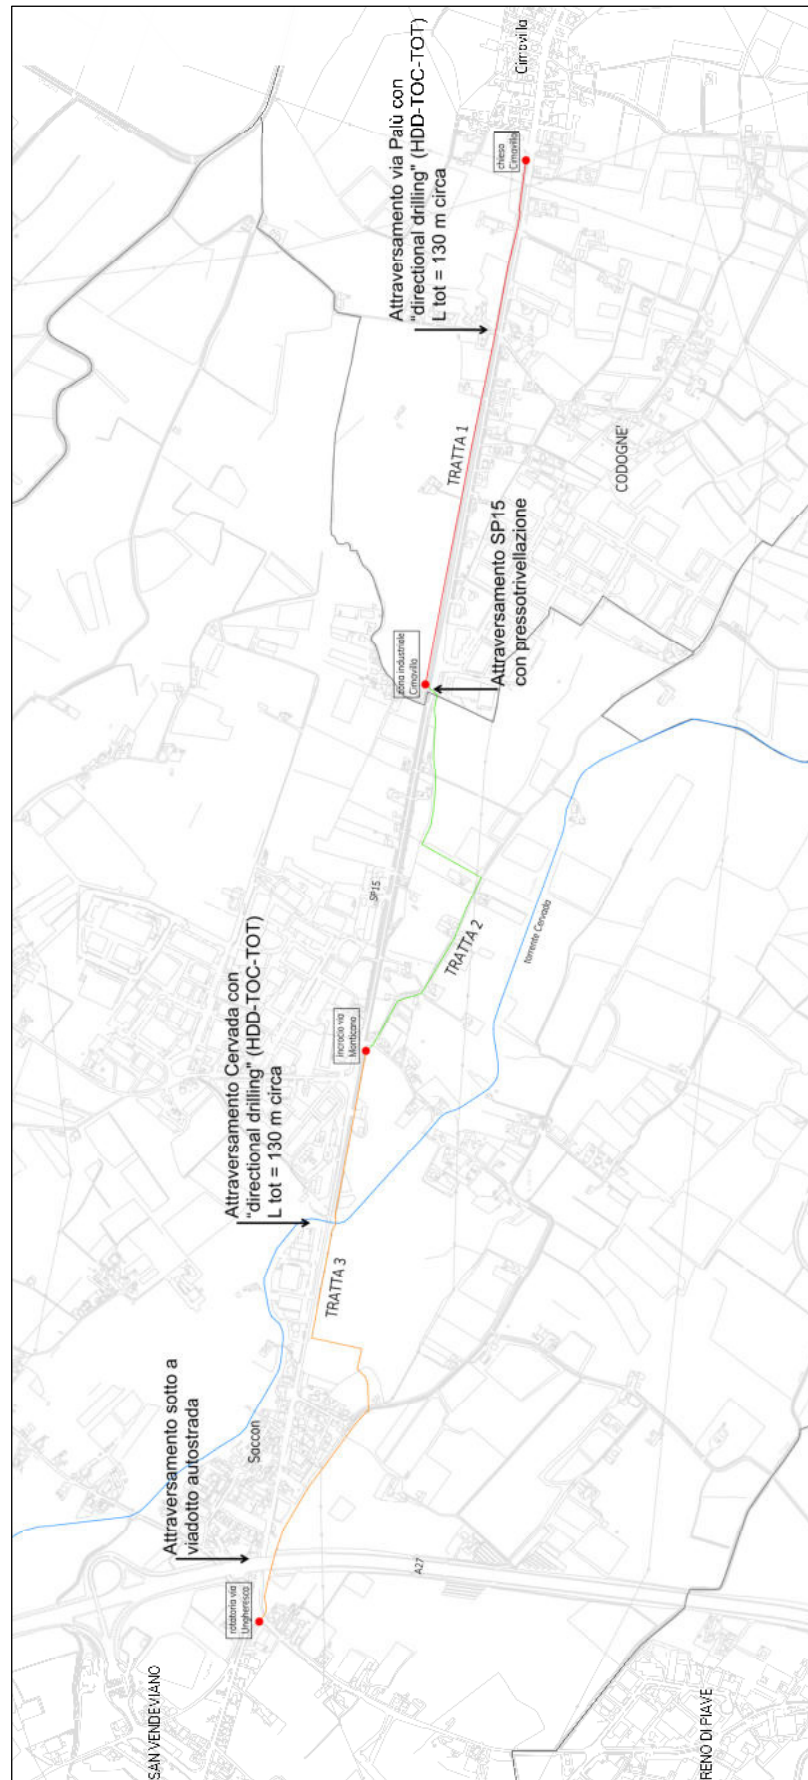 Cimavilla
chiesa
Cimavilla
Attraversamento via Palù con
"directional drilling" (HDD-TOC-TOT)
L tot = 130 m circa
TRATTA 1
CODOGNE'
Attraversamento SP15
con pressotrivellazione
zona industriale
Cimavilla
SP15
TRATTA 2
torrente Cervada
incrocio via
Monticano
Attraversamento Cervada con
"directional drilling" (HDD-TOC-TOT)
L tot = 130 m circa
TRATTA 3
Saccon
Attraversamento sotto a
viadotto autostrada
A27
rotatoria via
Ungheresca
SAN VENDEVIANO
RENO DI PIAVE